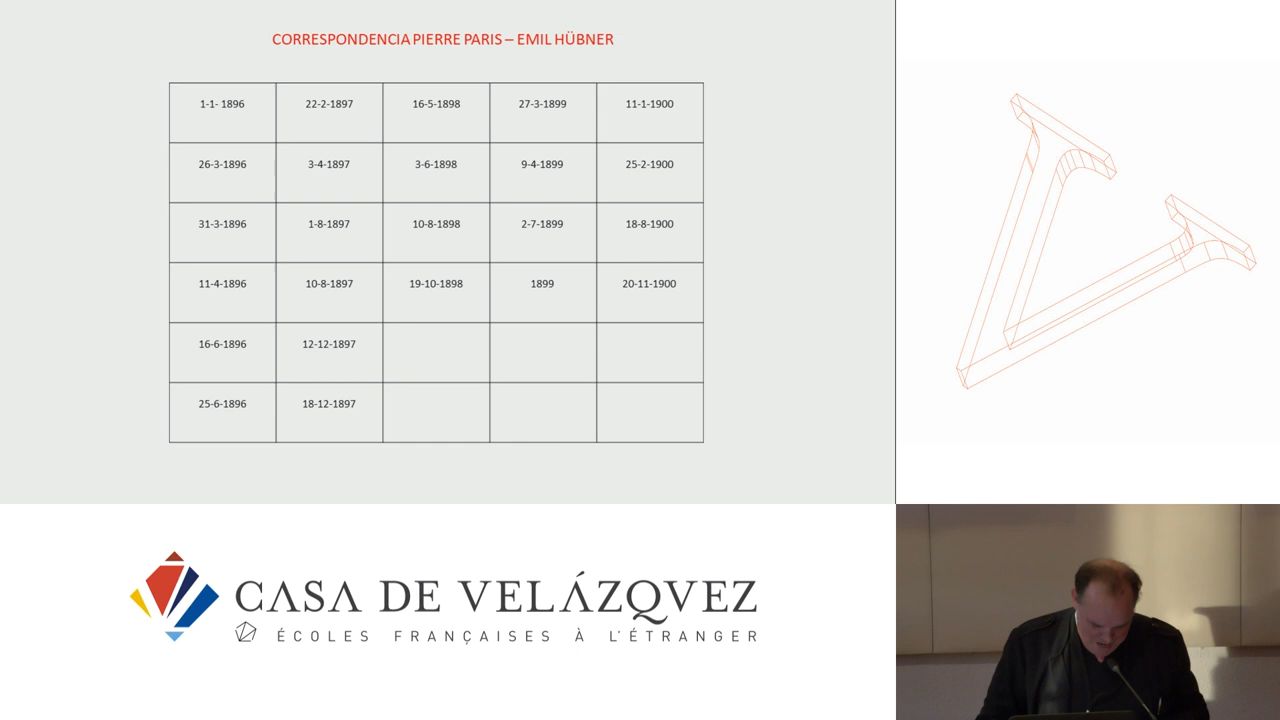 CORRESPONDENCIA PIERRE PARIS – EMIL HÜBNER
1-1- 1896 22-2-1897 16-5-1898 27-3-1899 11-1-1900
26-3-1896 3-4-1897 3-6-1898 9-4-1899 25-2-1900
31-3-1896 1-8-1897 10-8-1898 2-7-1899 18-8-1900
11-4-1896 10-8-1897 19-10-1898 1899 20-11-1900
16-6-1896 12-12-1897
25-6-1896 18-12-1897
CASA DE VELÁZQVEZ
ÉCOLES FRANÇAISES À L'ÉTRANGER